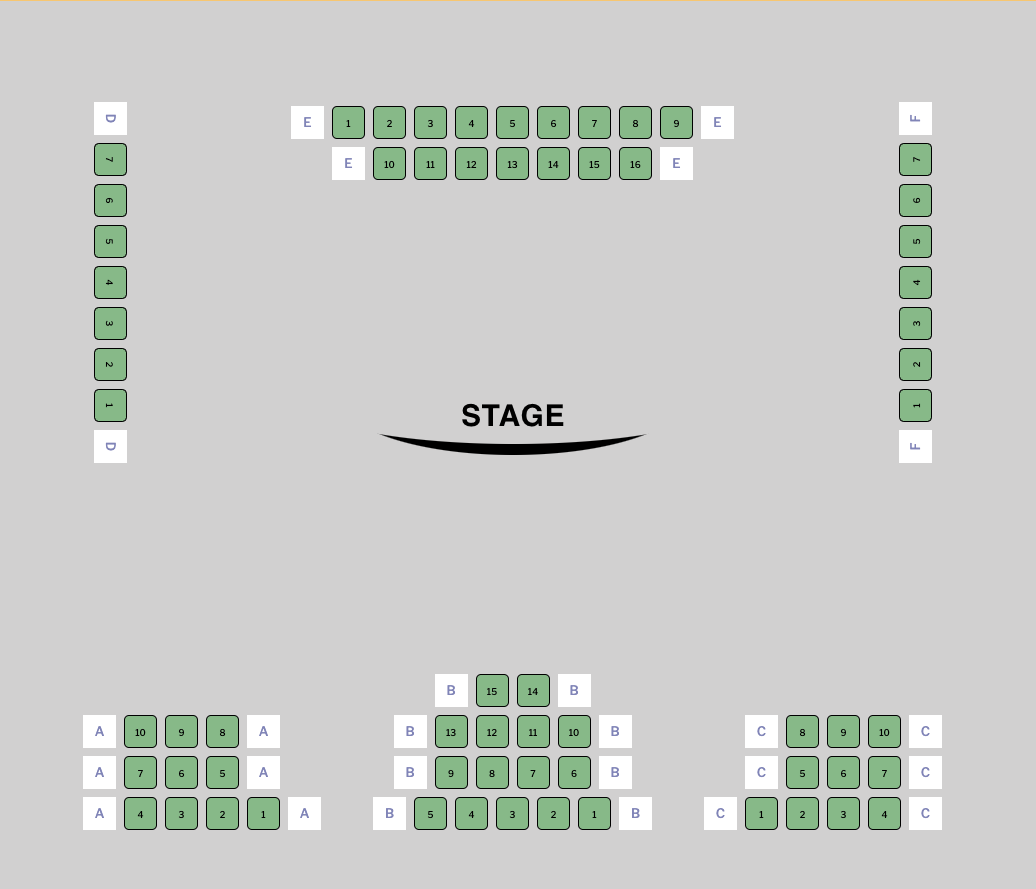 E 1 2 3 4 5 6 7 8 9 E
E 10 11 12 13 14 15 16 E
D 7 6 5 4 3 2 1 D
F 7 6 5 4 3 2 1 F
STAGE
B 15 14 B
A 10 9 8 A
B 13 12 11 10 B
C 8 9 10 C
A 7 6 5 A
B 9 8 7 6 B
C 5 6 7 C
A 4 3 2 1 A
B 5 4 3 2 1 B
C 1 2 3 4 C